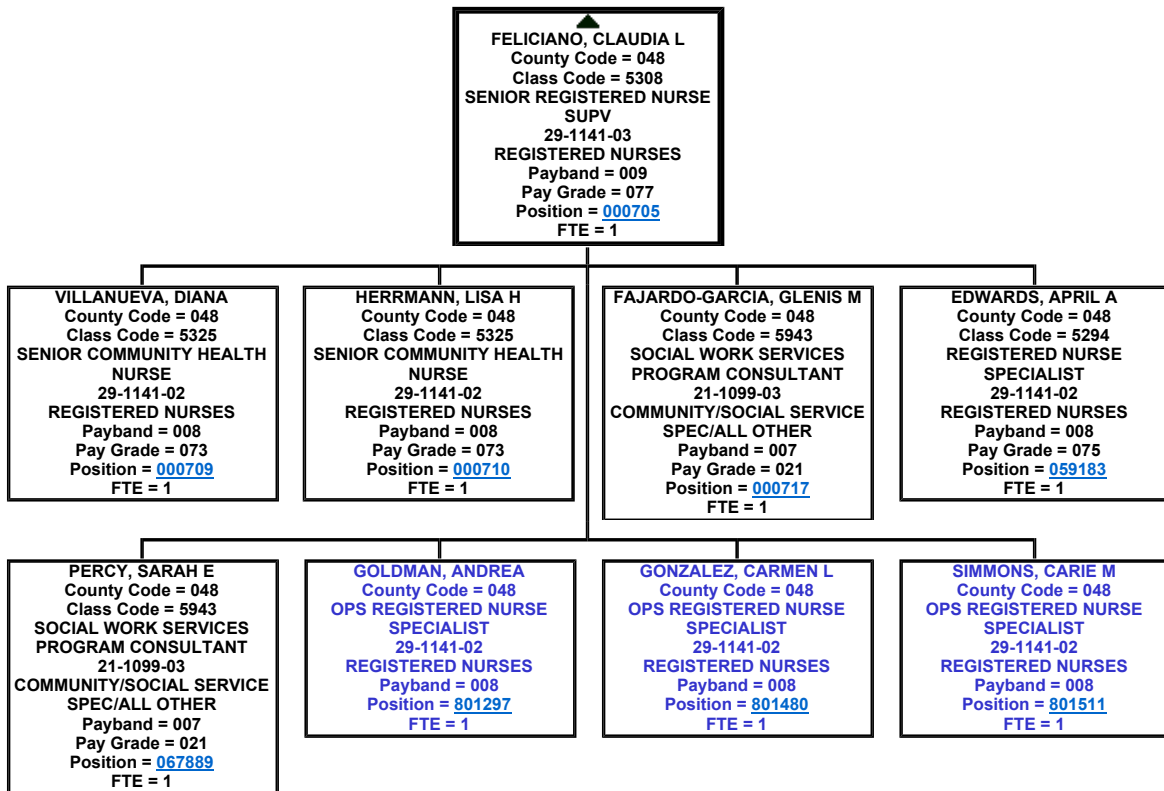 FELICIANO, CLAUDIA L
County Code = 048
Class Code = 5308
SENIOR REGISTERED NURSE
SUPV
29-1141-03
REGISTERED NURSES
Payband = 009
Pay Grade = 077
Position = 000705
FTE = 1
VILLANUEVA, DIANA
County Code = 048
Class Code = 5325
SENIOR COMMUNITY HEALTH
NURSE
29-1141-02
REGISTERED NURSES
Payband = 008
Pay Grade = 073
Position = 000709
FTE = 1
HERRMANN, LISA H
County Code = 048
Class Code = 5325
SENIOR COMMUNITY HEALTH
NURSE
29-1141-02
REGISTERED NURSES
Payband = 008
Pay Grade = 073
Position = 000710
FTE = 1
FAJARDO-GARCIA, GLENIS M
County Code = 048
Class Code = 5943
SOCIAL WORK SERVICES
PROGRAM CONSULTANT
21-1099-03
COMMUNITY/SOCIAL SERVICE
SPEC/ALL OTHER
Payband = 007
Pay Grade = 021
Position = 000717
FTE = 1
EDWARDS, APRIL A
County Code = 048
Class Code = 5294
REGISTERED NURSE
SPECIALIST
29-1141-02
REGISTERED NURSES
Payband = 008
Pay Grade = 075
Position = 059183
FTE = 1
PERCY, SARAH E
County Code = 048
Class Code = 5943
SOCIAL WORK SERVICES
PROGRAM CONSULTANT
21-1099-03
COMMUNITY/SOCIAL SERVICE
SPEC/ALL OTHER
Payband = 007
Pay Grade = 021
Position = 067889
FTE = 1
GOLDMAN, ANDREA
County Code = 048
OPS REGISTERED NURSE
SPECIALIST
29-1141-02
REGISTERED NURSES
Payband = 008
Position = 801297
FTE = 1
GONZALEZ, CARMEN L
County Code = 048
OPS REGISTERED NURSE
SPECIALIST
29-1141-02
REGISTERED NURSES
Payband = 008
Position = 801480
FTE = 1
SIMMONS, CARIE M
County Code = 048
OPS REGISTERED NURSE
SPECIALIST
29-1141-02
REGISTERED NURSES
Payband = 008
Position = 801511
FTE = 1